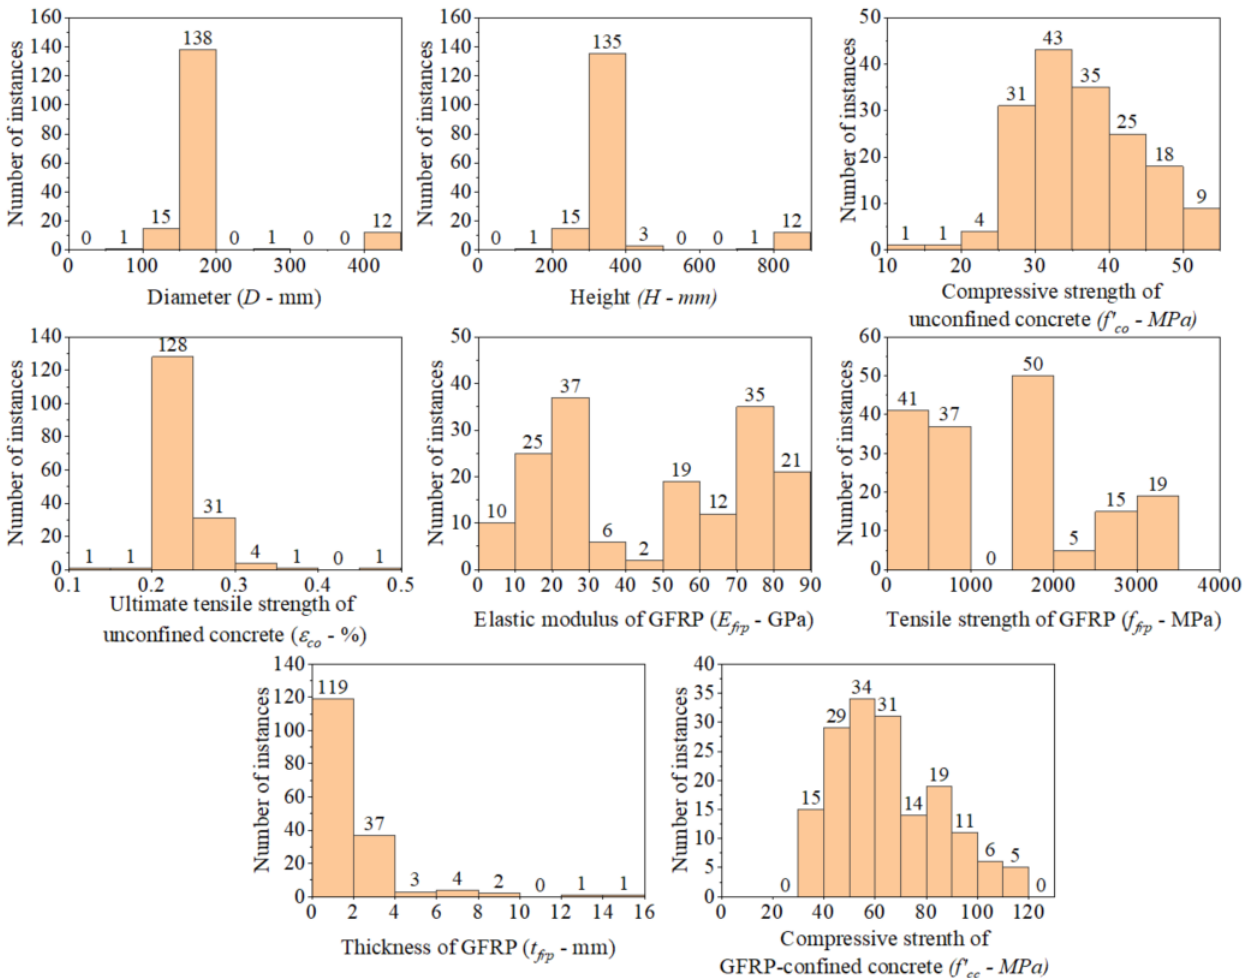 160
140
120
100
80
60
40
20
0
Number of instances
0 1 15 138 0 1 0 0 12
0 100 200 300 400
Diameter (D - mm)
160
140
120
100
80
60
40
20
0
Number of instances
0 1 15 135 3 0 0 1 12
0 200 400 600 800
Height (H - mm)
50
40
30
20
10
0
Number of instances
1 1 4 31 43 35 25 18 9
10 20 30 40 50
Compressive strength of
unconfined concrete (f'co - MPa)
140
120
100
80
60
40
20
0
Number of instances
1 1 128 31 4 1 0 1
0.1 0.2 0.3 0.4 0.5
Ultimate tensile strength of
unconfined concrete (εco - %)
50
40
30
20
10
0
Number of instances
10 25 37 6 2 19 12 35 21
0 10 20 30 40 50 60 70 80 90
Elastic modulus of GFRP (Efrp - GPa)
60
50
40
30
20
10
0
Number of instances
41 37 0 50 5 15 19
0 1000 2000 3000 4000
Tensile strength of GFRP (ffrp - MPa)
140
120
100
80
60
40
20
0
Number of instances
119 37 3 4 2 0 1 1
0 2 4 6 8 10 12 14 16
Thickness of GFRP (tfrp - mm)
40
35
30
25
20
15
10
5
0
Number of instances
0 15 29 34 31 14 19 11 6 5 0
0 20 40 60 80 100 120
Compressive strenth of
GFRP-confined concrete (f'cc - MPa)